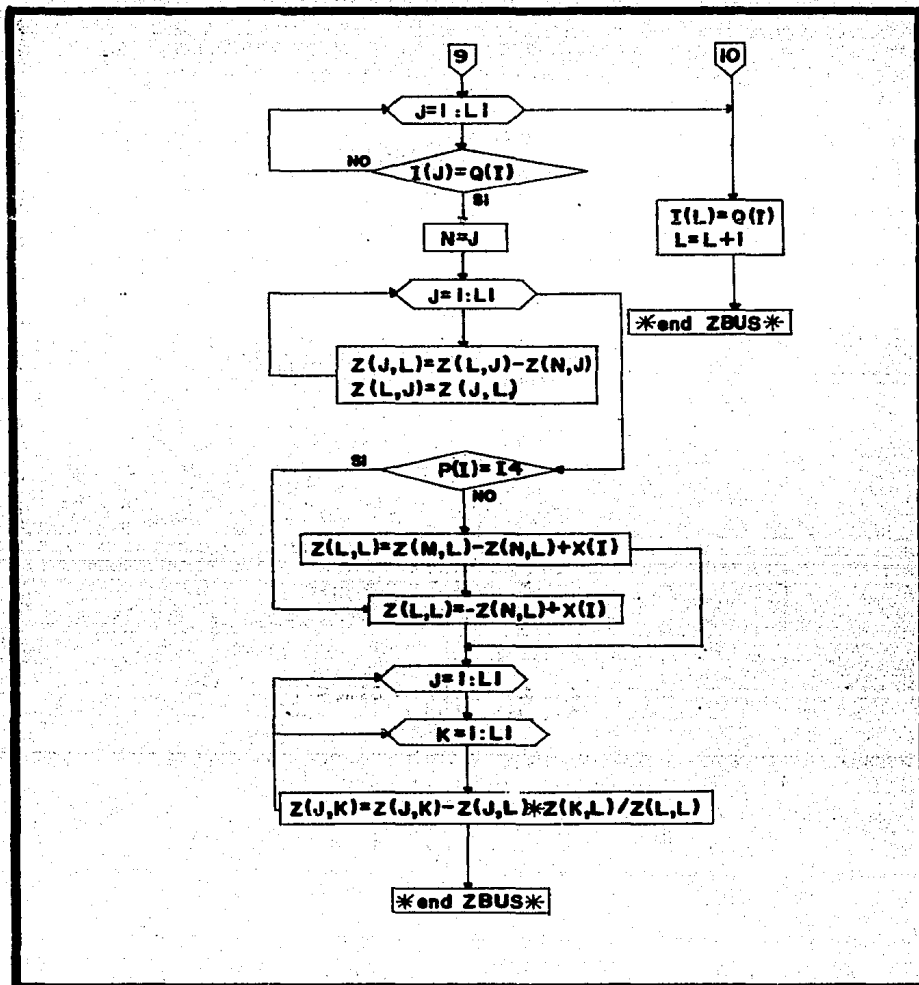 9
J=1:L1
NO
I(J)=Q(I)
SI
N=J
J=1:L1
Z(J,L)=Z(L,J)-Z(N,J)
Z(L,J)=Z(J,L)
SI
P(I)=I4
NO
Z(L,L)=Z(M,L)-Z(N,L)+X(I)
Z(L,L)=-Z(N,L)+X(I)
J=1:L1
K=1:L1
Z(J,K)=Z(J,K)-Z(J,L)*Z(K,L)/Z(L,L)
*end ZBUS*
10
I(L)=Q(I)
L=L+1
*end ZBUS*